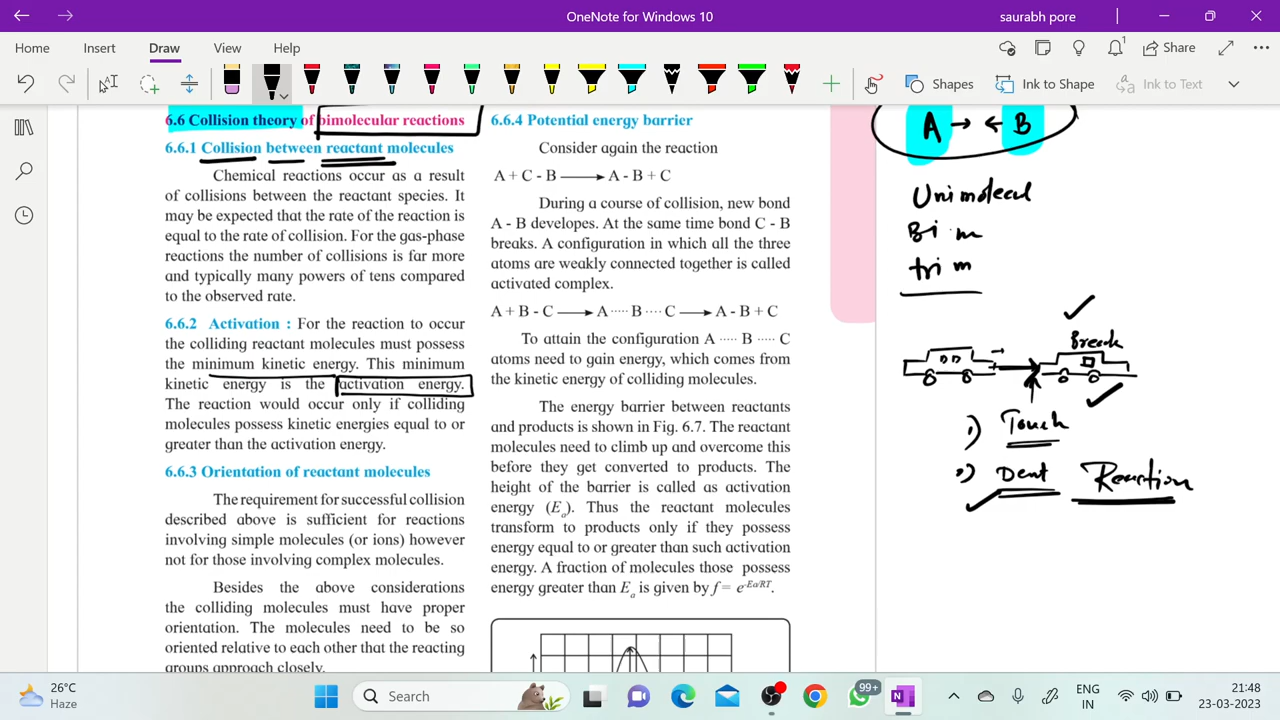 OneNote for Windows 10
saurabh pore
Home Insert Draw View Help
Share
Shapes Ink to Shape Ink to Text
6.6 Collision theory of bimolecular reactions
6.6.1 Collision between reactant molecules
Chemical reactions occur as a result
of collisions between the reactant species. It
may be expected that the rate of the reaction is
equal to the rate of collision. For the gas-phase
reactions the number of collisions is far more
and typically many powers of tens compared
to the observed rate.
6.6.2 Activation : For the reaction to occur
the colliding reactant molecules must possess
the minimum kinetic energy. This minimum
kinetic energy is the activation energy.
The reaction would occur only if colliding
molecules possess kinetic energies equal to or
greater than the activation energy.
6.6.3 Orientation of reactant molecules
The requirement for successful collision
described above is sufficient for reactions
involving simple molecules (or ions) however
not for those involving complex molecules.
Besides the above considerations
the colliding molecules must have proper
orientation. The molecules need to be so
oriented relative to each other that the reacting
groups approach closely.
6.6.4 Potential energy barrier
Consider again the reaction
A + C - B ⟶ A - B + C
During a course of collision, new bond
A - B developes. At the same time bond C - B
breaks. A configuration in which all the three
atoms are weakly connected together is called
activated complex.
A + B - C ⟶ A ····· B ····· C ⟶ A - B + C
To attain the configuration A ····· B ····· C
atoms need to gain energy, which comes from
the kinetic energy of colliding molecules.
The energy barrier between reactants
and products is shown in Fig. 6.7. The reactant
molecules need to climb up and overcome this
before they get converted to products. The
height of the barrier is called as activation
energy (Ea). Thus the reactant molecules
transform to products only if they possess
energy equal to or greater than such activation
energy. A fraction of molecules those possess
energy greater than Ea is given by f = e-Ea/RT.
A → ← B
Unimolecul
Bi m
tri m
Break
1) Touch
2) Dent Reaction
26°C
Haze
Search
99+
ENG
IN
21:48
23-03-2023